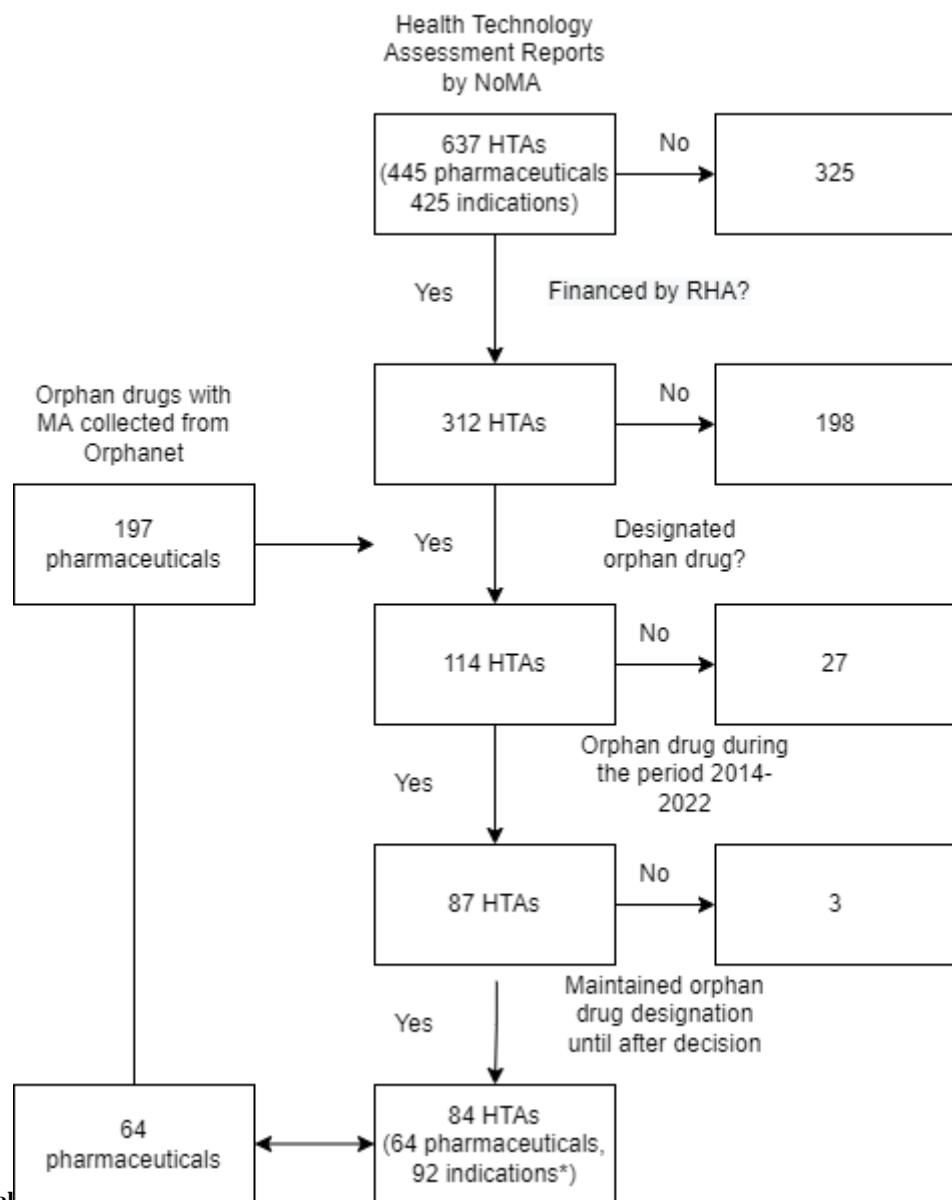 Health Technology
Assessment Reports
by NoMA
637 HTAs
(445 pharmaceuticals
425 indications)
No
325
Yes
Financed by RHA?
312 HTAs
No
198
Orphan drugs with
MA collected from
Orphanet
197
pharmaceuticals
Yes
Designated
orphan drug?
114 HTAs
No
27
Yes
Orphan drug during
the period 2014-
2022
87 HTAs
No
3
Yes
Maintained orphan
drug designation
until after decision
64
pharmaceuticals
84 HTAs
(64 pharmaceuticals,
92 indications*)